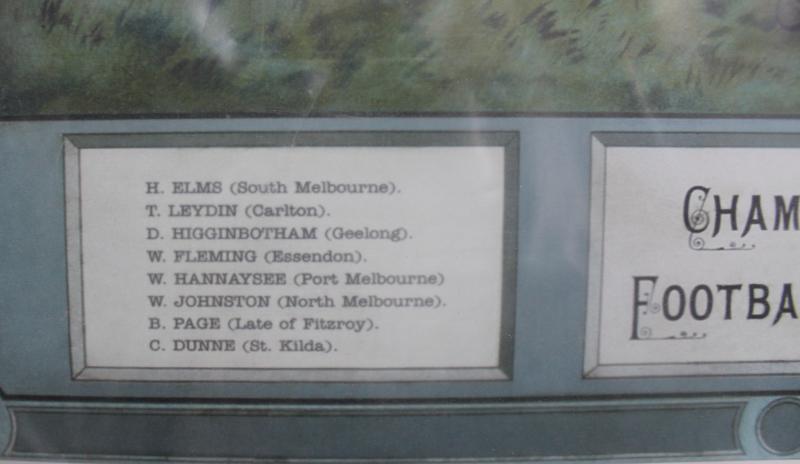 H. ELMS (South Melbourne).
T. LEYDIN (Carlton).
D. HIGGINBOTHAM (Geelong).
W. FLEMING (Essendon).
W. HANNAYSEE (Port Melbourne)
W. JOHNSTON (North Melbourne).
B. PAGE (Late of Fitzroy).
C. DUNNE (St. Kilda).
CHAM
FOOTBA